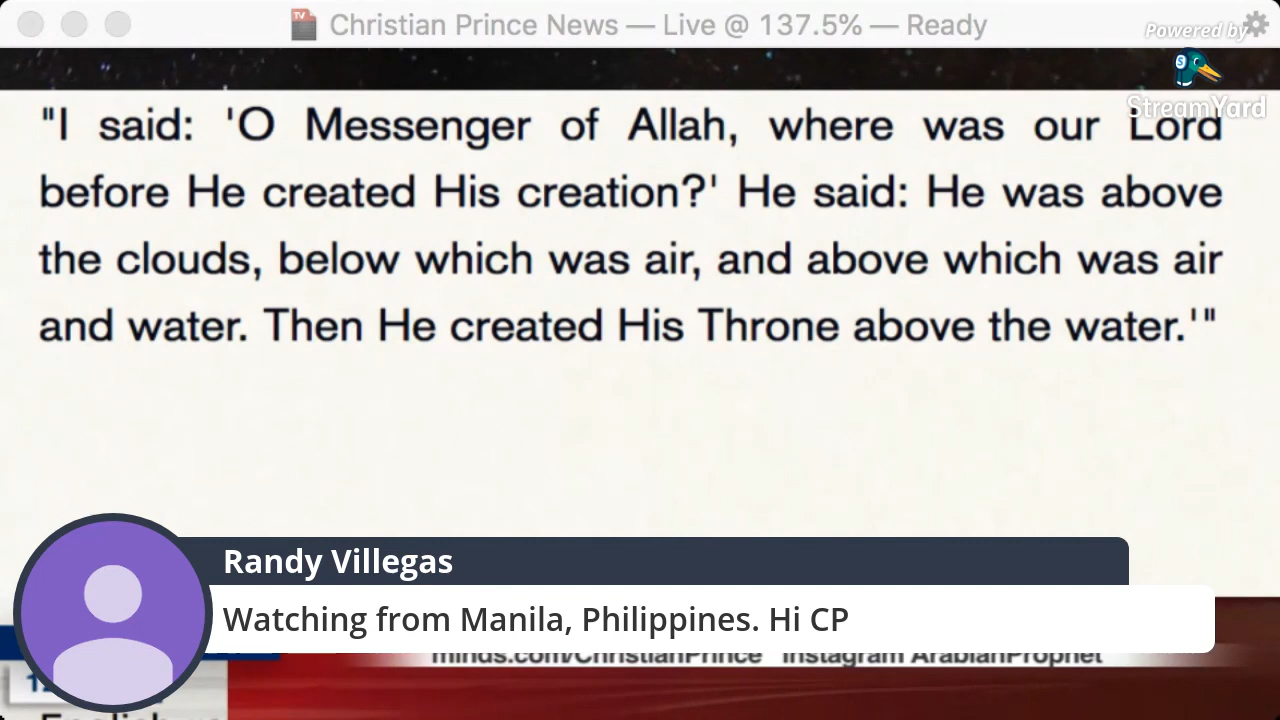 TV
Christian Prince News — Live @ 137.5% — Ready
Powered by
StreamYard
"I said: 'O Messenger of Allah, where was our Lord
before He created His creation?' He said: He was above
the clouds, below which was air, and above which was air
and water. Then He created His Throne above the water.'"
Randy Villegas
Watching from Manila, Philippines. Hi CP
minds.com/ChristianPrince Instagram ArabianProphet